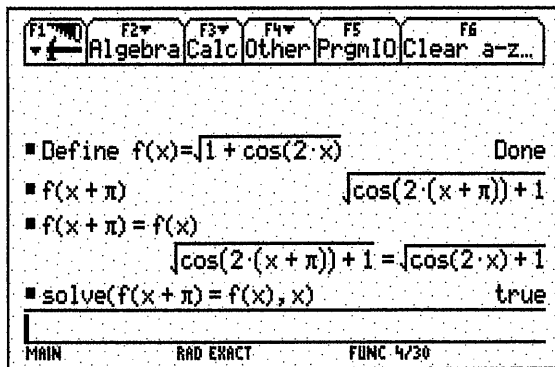 F1 F2 F3 F4 F5 F6
Algebra Calc Other PrgmIO Clear a-z...
▪Define f(x)=√1 + cos(2·x) Done
▪f(x + π) √cos(2·(x + π)) + 1
▪f(x + π) = f(x)
√cos(2·(x + π)) + 1 = √cos(2·x) + 1
▪solve(f(x + π) = f(x), x) true
MAIN RAD EXACT FUNC 4/30